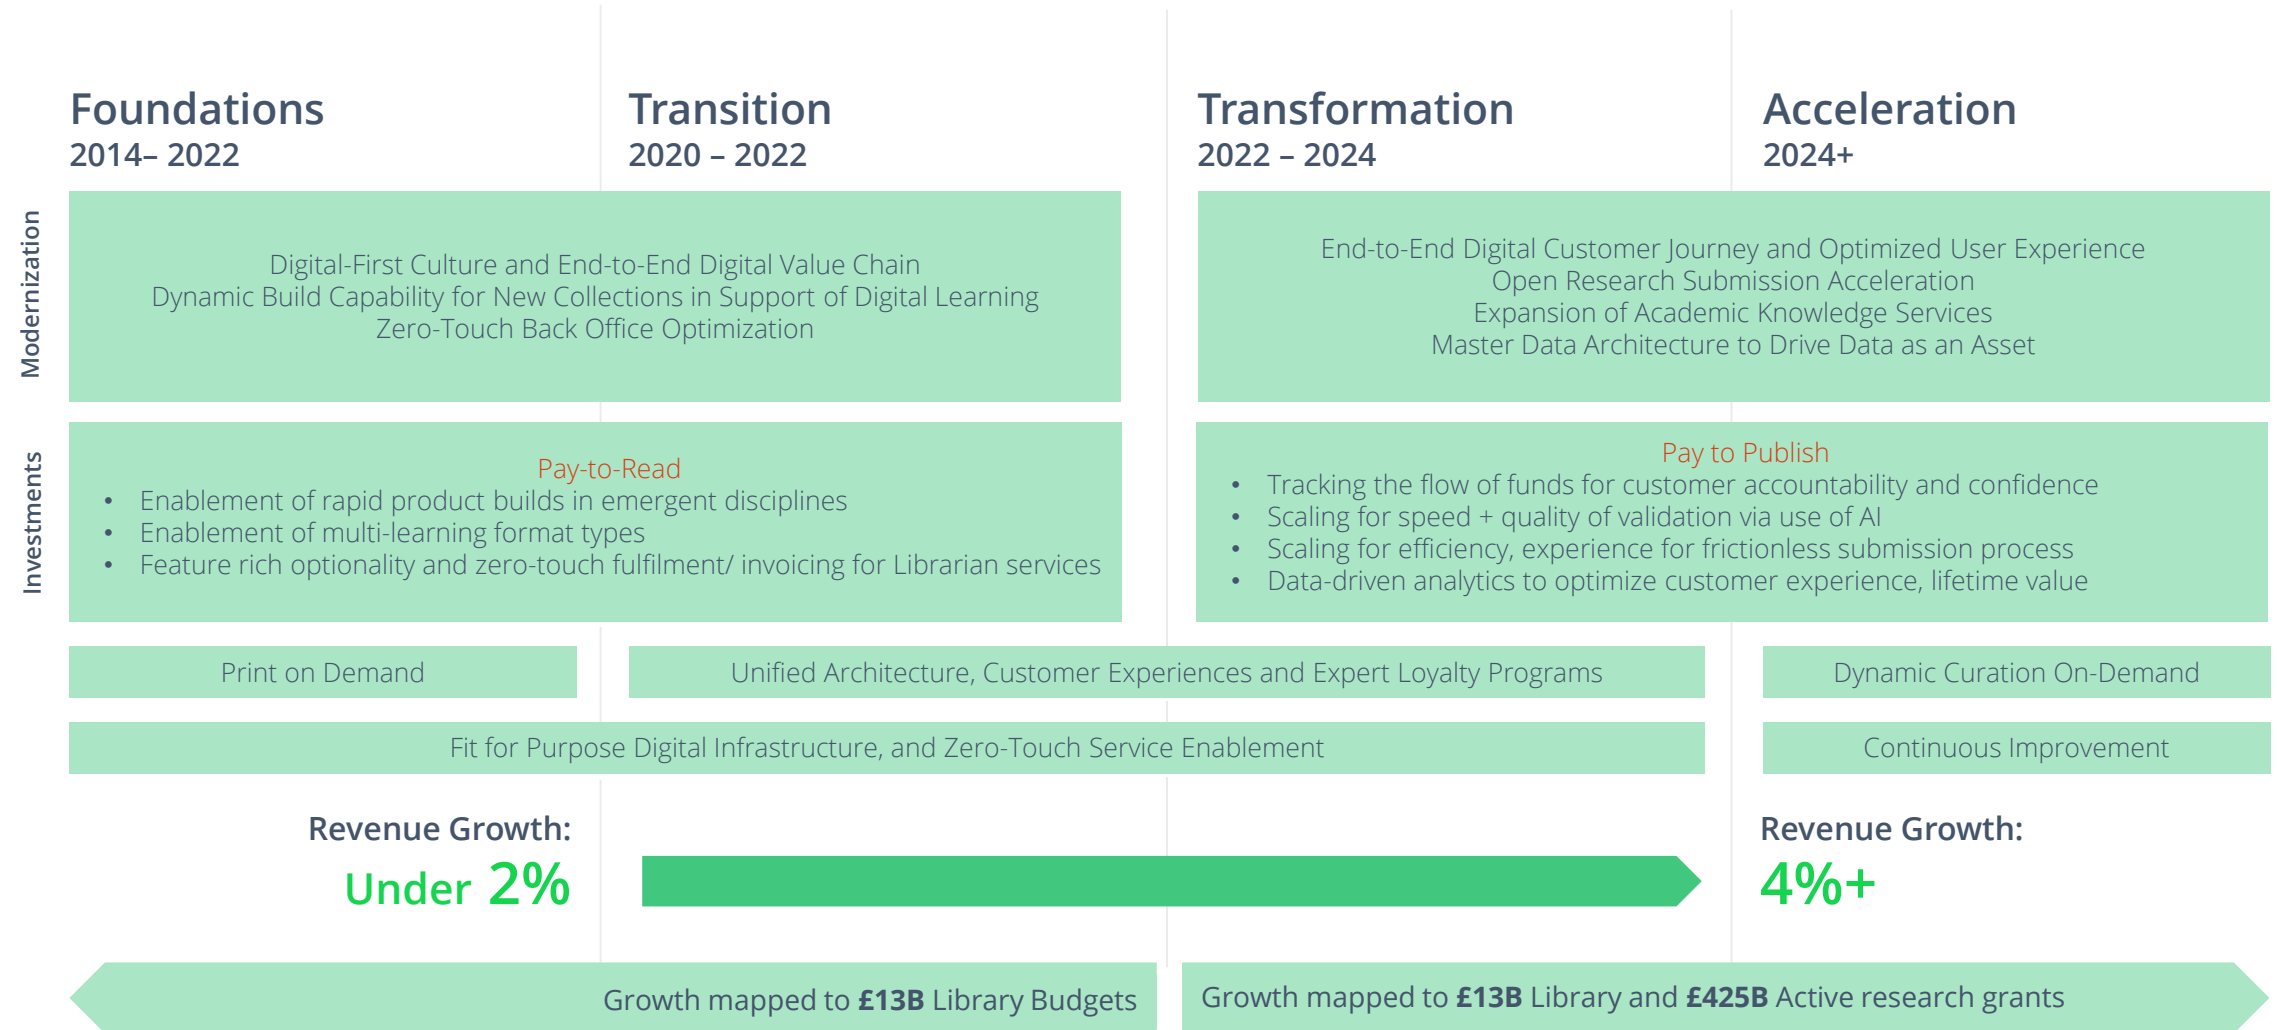 Foundations
2014– 2022
Transition
2020 – 2022
Transformation
2022 – 2024
Acceleration
2024+
Modernization
Digital-First Culture and End-to-End Digital Value Chain
Dynamic Build Capability for New Collections in Support of Digital Learning
Zero-Touch Back Office Optimization
End-to-End Digital Customer Journey and Optimized User Experience
Open Research Submission Acceleration
Expansion of Academic Knowledge Services
Master Data Architecture to Drive Data as an Asset
Investments
Pay-to-Read
• Enablement of rapid product builds in emergent disciplines
• Enablement of multi-learning format types
• Feature rich optionality and zero-touch fulfilment/ invoicing for Librarian services
Pay to Publish
• Tracking the flow of funds for customer accountability and confidence
• Scaling for speed + quality of validation via use of AI
• Scaling for efficiency, experience for frictionless submission process
• Data-driven analytics to optimize customer experience, lifetime value
Print on Demand
Unified Architecture, Customer Experiences and Expert Loyalty Programs
Dynamic Curation On-Demand
Fit for Purpose Digital Infrastructure, and Zero-Touch Service Enablement
Continuous Improvement
Revenue Growth:
Under 2%
Revenue Growth:
4%+
Growth mapped to £13B Library Budgets
Growth mapped to £13B Library and £425B Active research grants